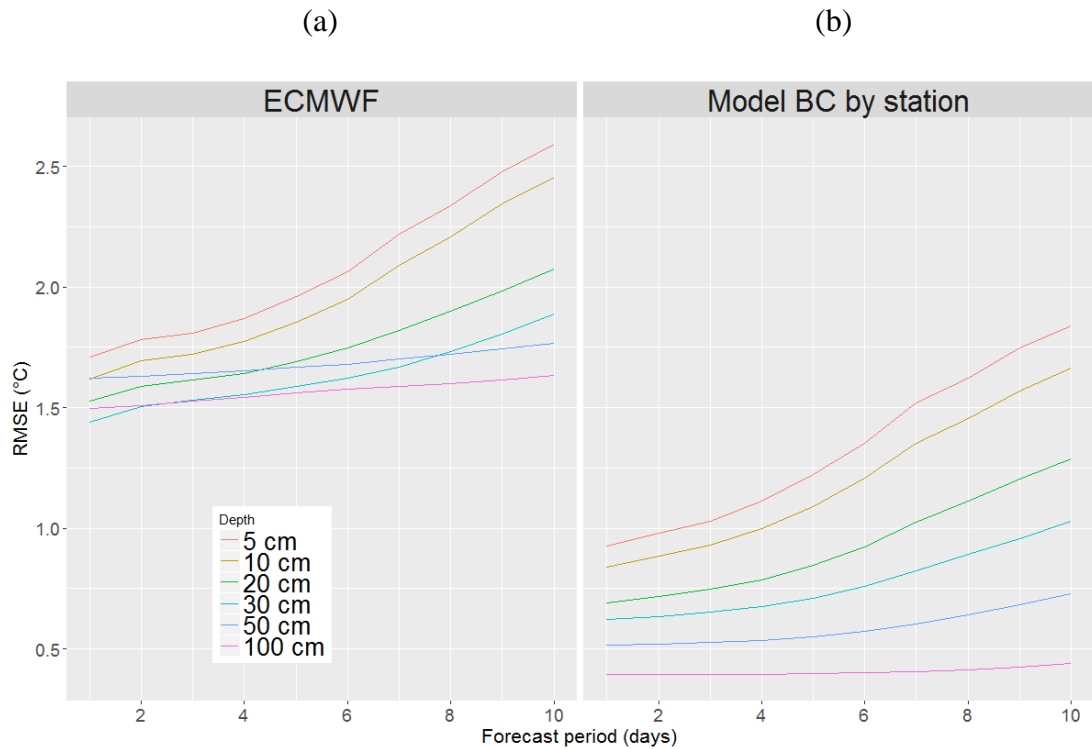 (a) (b)
ECMWF Model BC by station
2.5
2.0
1.5
1.0
0.5
RMSE (°C)
Depth
5 cm
10 cm
20 cm
30 cm
50 cm
100 cm
2 4 6 8 10 2 4 6 8 10
Forecast period (days)